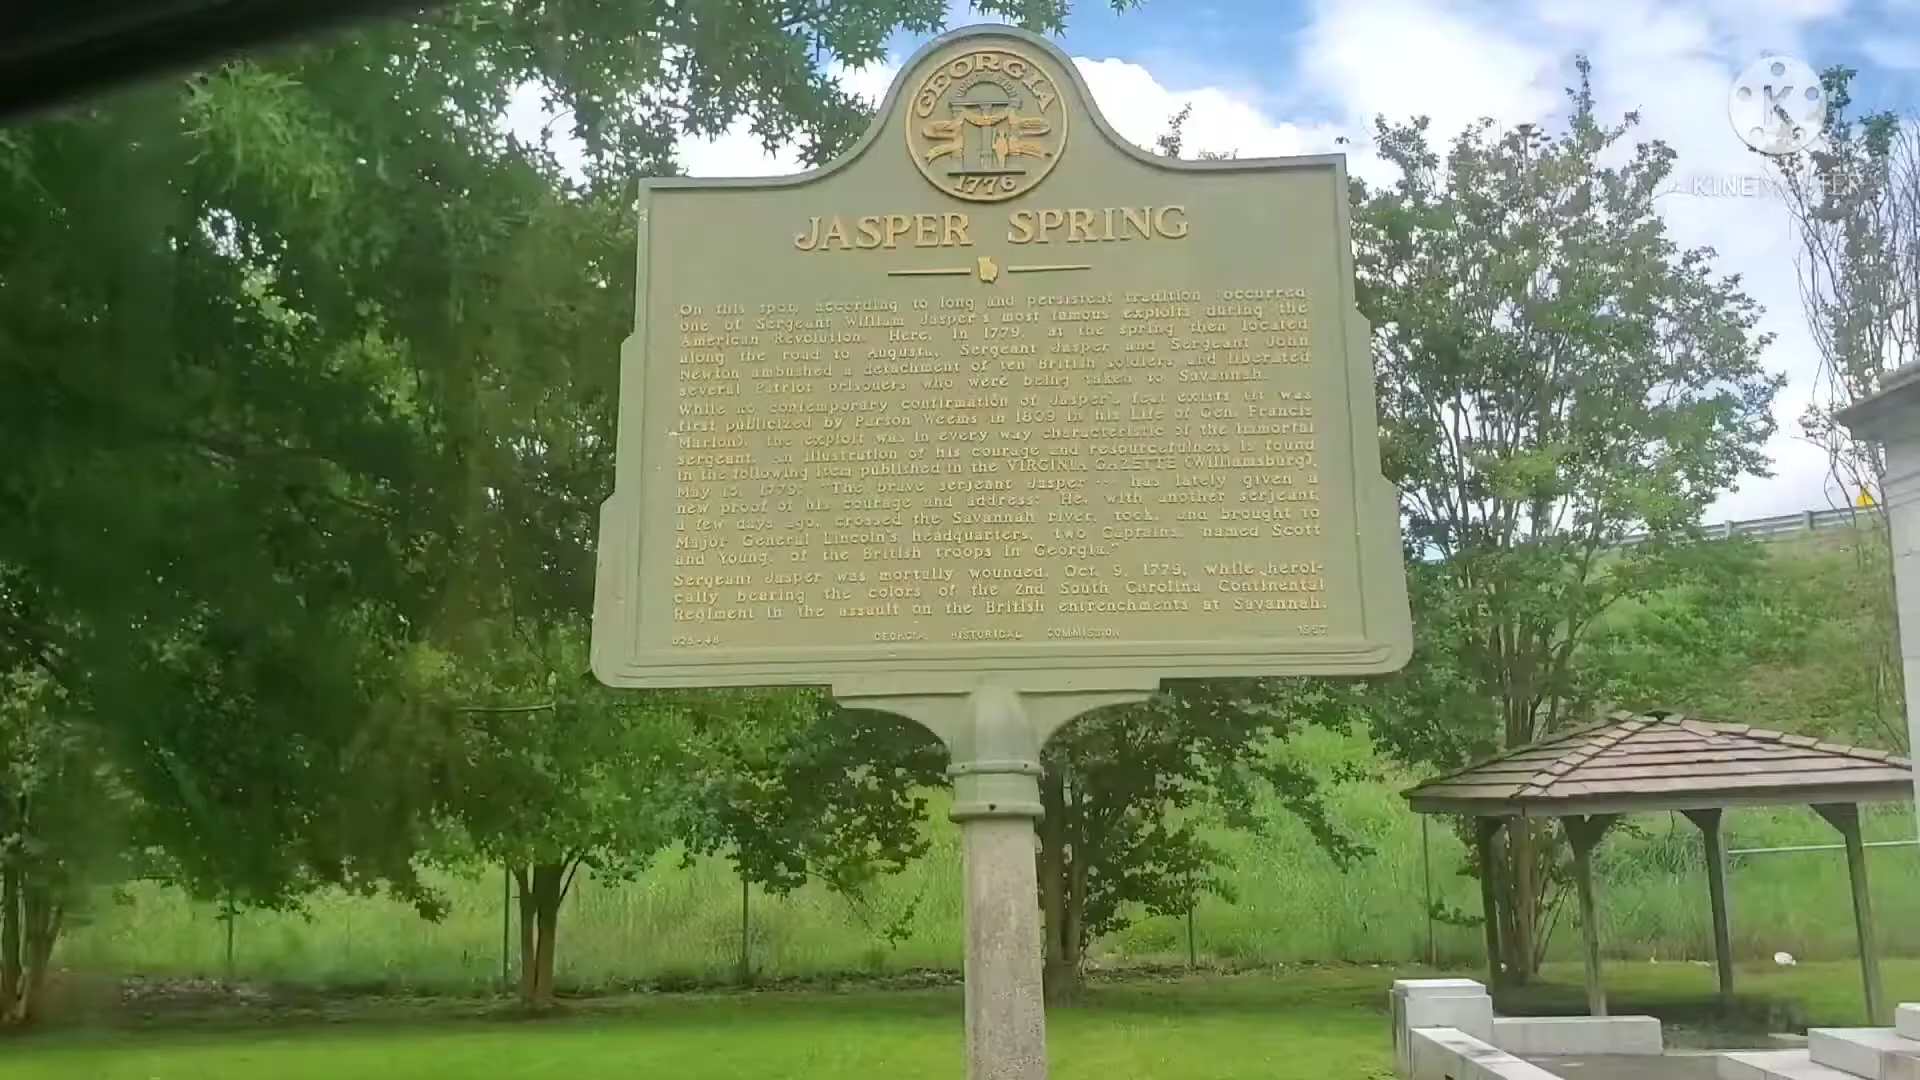 GEORGIA
1776
JASPER SPRING
On this spot, according to long and persistent tradition, occurred
one of Sergeant William Jasper's most famous exploits during the
American Revolution. Here, in 1779, at the spring then located
along the road to Augusta, Sergeant Jasper and Sergeant John
Newton ambushed a detachment of ten British soldiers and liberated
several Patriot prisoners who were being taken to Savannah.
While no contemporary confirmation of Jasper's feat exists (it was
first publicized by Parson Weems in 1809 in his Life of Gen. Francis
Marion), the exploit was in every way characteristic of the immortal
sergeant. An illustration of his courage and resourcefulness is found
in the following item published in the VIRGINIA GAZETTE (Williamsburg),
May 15, 1779: "The brave serjeant Jasper --- has lately given a
new proof of his courage and address: He, with another serjeant,
a few days ago, crossed the Savannah river, took, and brought to
Major General Lincoln's headquarters, two Captains, named Scott
and Young, of the British troops in Georgia."
Sergeant Jasper was mortally wounded, Oct. 9, 1779, while heroi-
cally bearing the colors of the 2nd South Carolina Continental
Regiment in the assault on the British entrenchments at Savannah.
025-48 GEORGIA HISTORICAL COMMISSION 1957
K
KINEMASTER